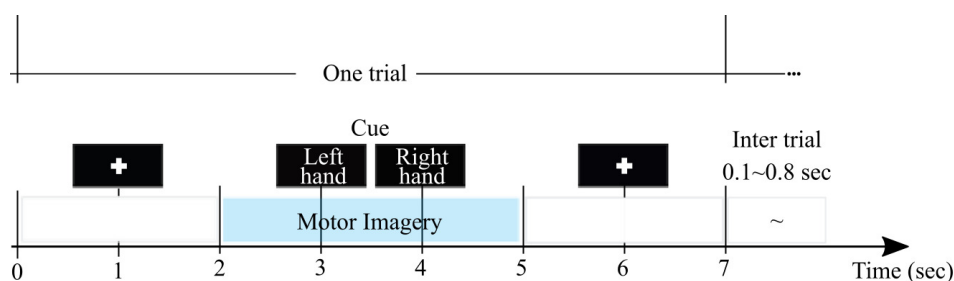 One trial
...
Cue
Left hand
Right hand
Inter trial
0.1~0.8 sec
Motor Imagery
~
0 1 2 3 4 5 6 7
Time (sec)